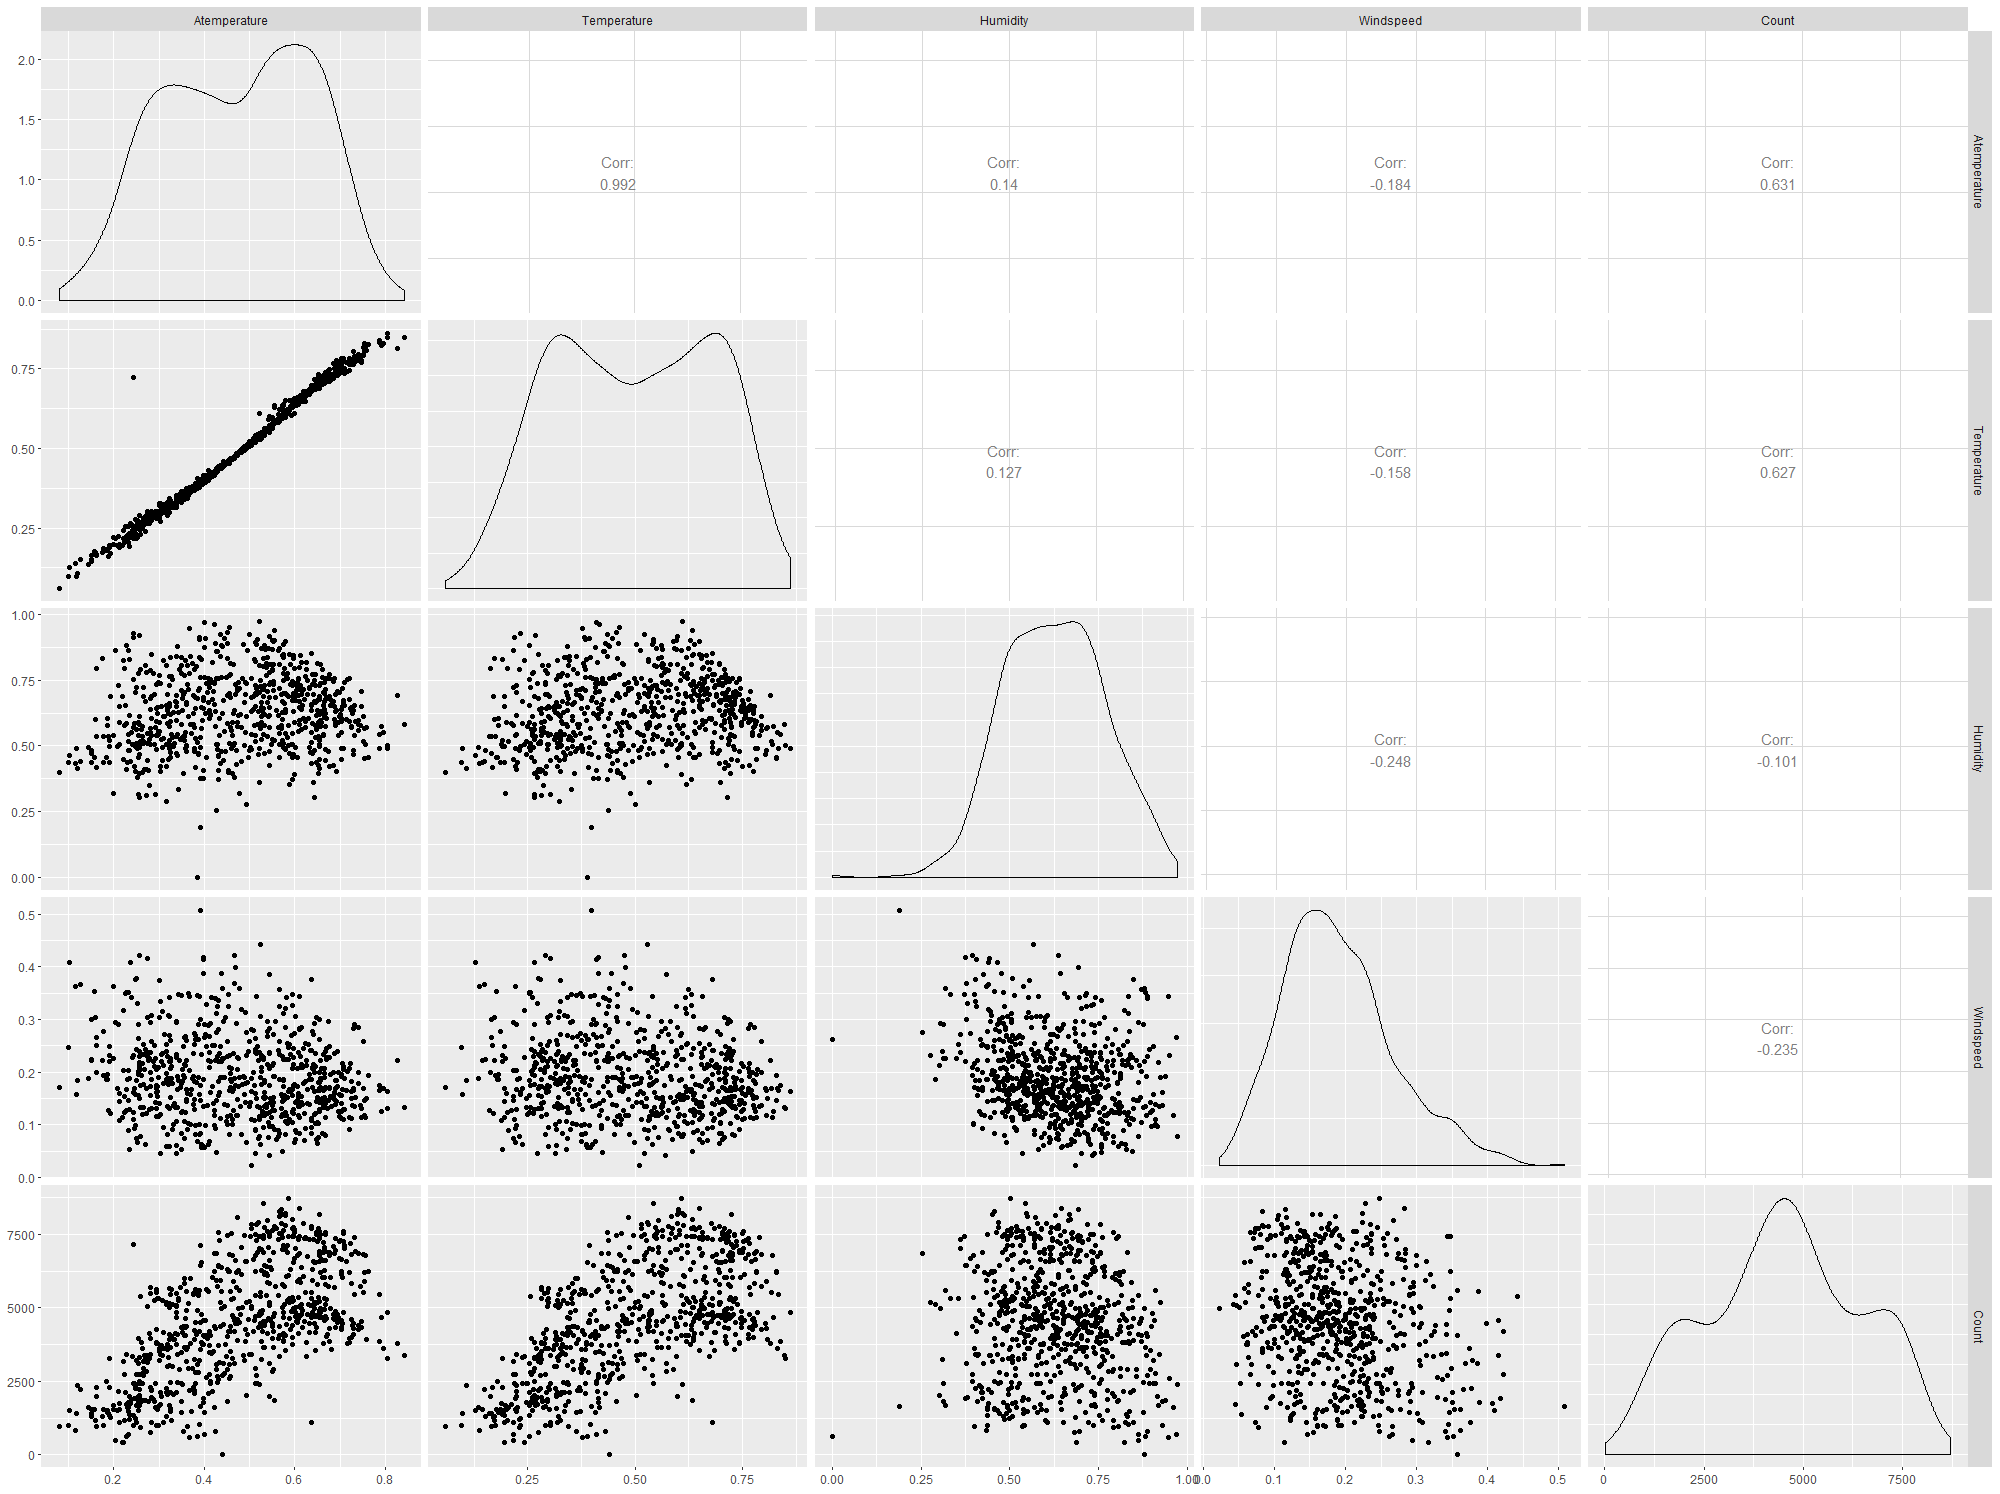 Atemperature Temperature Humidity Windspeed Count
2.0
1.5
1.0
0.5
0.0
Corr:
0.992
Corr:
0.14
Corr:
-0.184
Corr:
0.631
Atemperature
0.75
0.50
0.25
Corr:
0.127
Corr:
-0.158
Corr:
0.627
Temperature
1.00
0.75
0.50
0.25
0.00
Corr:
-0.248
Corr:
-0.101
Humidity
0.5
0.4
0.3
0.2
0.1
0.0
Corr:
-0.235
Windspeed
7500
5000
2500
0
Count
0.2 0.4 0.6 0.8 0.25 0.50 0.75 0.00 0.25 0.50 0.75 1.00 0.0 0.1 0.2 0.3 0.4 0.5 0 2500 5000 7500